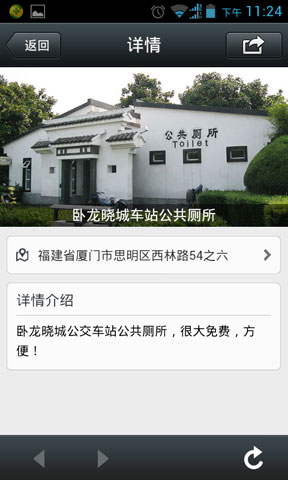 下午 11:24
返回
详情
公共厕所
Toilet
卧龙晓城车站公共厕所
福建省厦门市思明区西林路54之六
详情介绍
卧龙晓城公交车站公共厕所，很大免费，方
便！